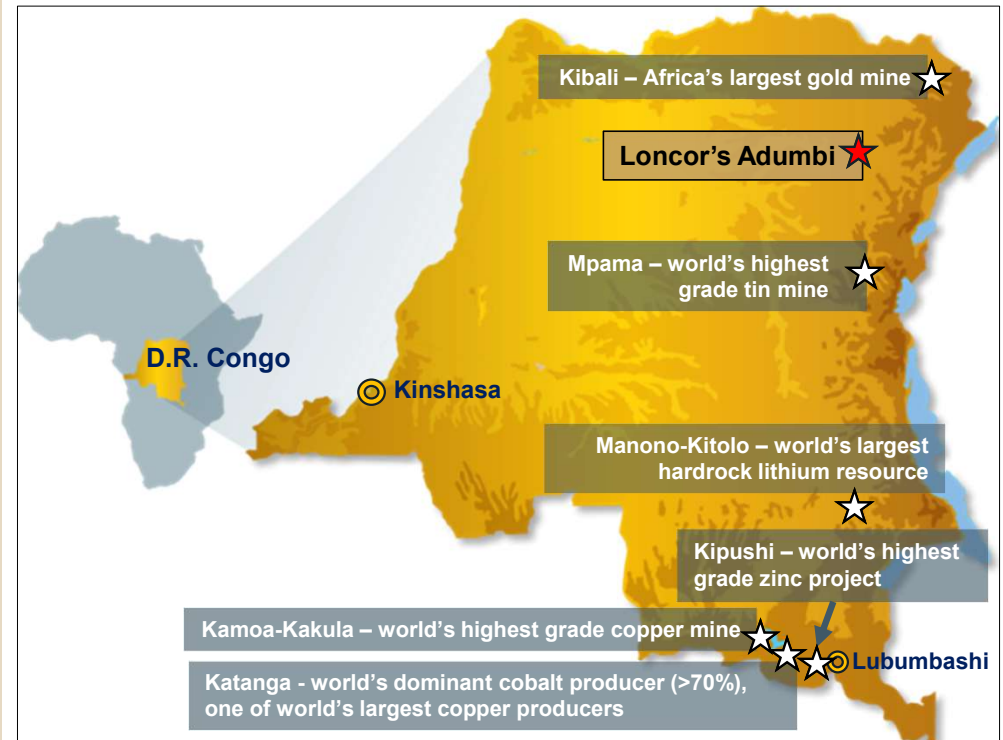 Kibali – Africa's largest gold mine
Loncor's Adumbi
Mpama – world's highest
grade tin mine
D.R. Congo
Kinshasa
Manono-Kitolo – world's largest
hardrock lithium resource
Kipushi – world's highest
grade zinc project
Kamoa-Kakula – world's highest grade copper mine
Lubumbashi
Katanga - world's dominant cobalt producer (>70%),
one of world's largest copper producers